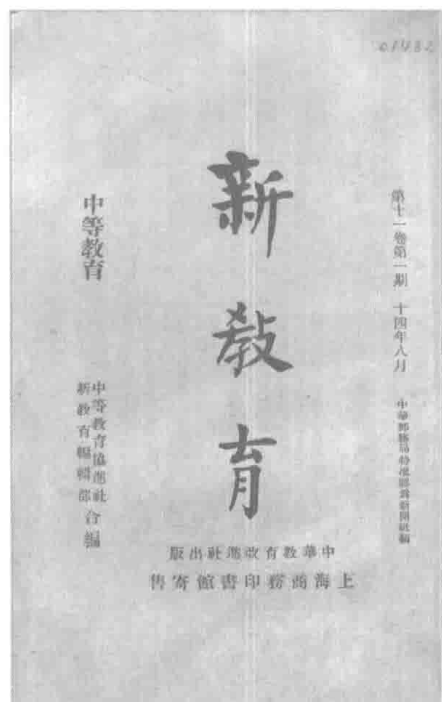 第十一卷第一期 十四年八月
新教育
中華教育改進社出版
上海商務印書館寄售
中等教育
中等教育協進社
新教育編輯部
合編